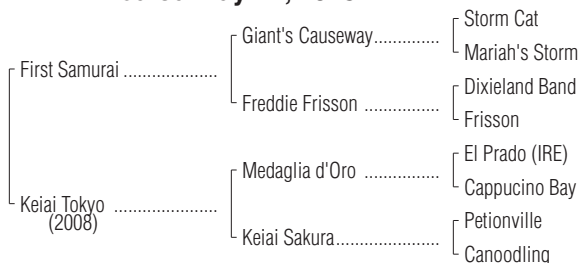 Storm Cat
Giant's Causeway..............
Mariah's Storm
First Samurai ....................
Dixieland Band
Freddie Frisson ................
Frisson
El Prado (IRE)
Medaglia d'Oro ................
Cappucino Bay
Keiai Tokyo ......................
(2008)
Petionville
Keiai Sakura......................
Canoodling